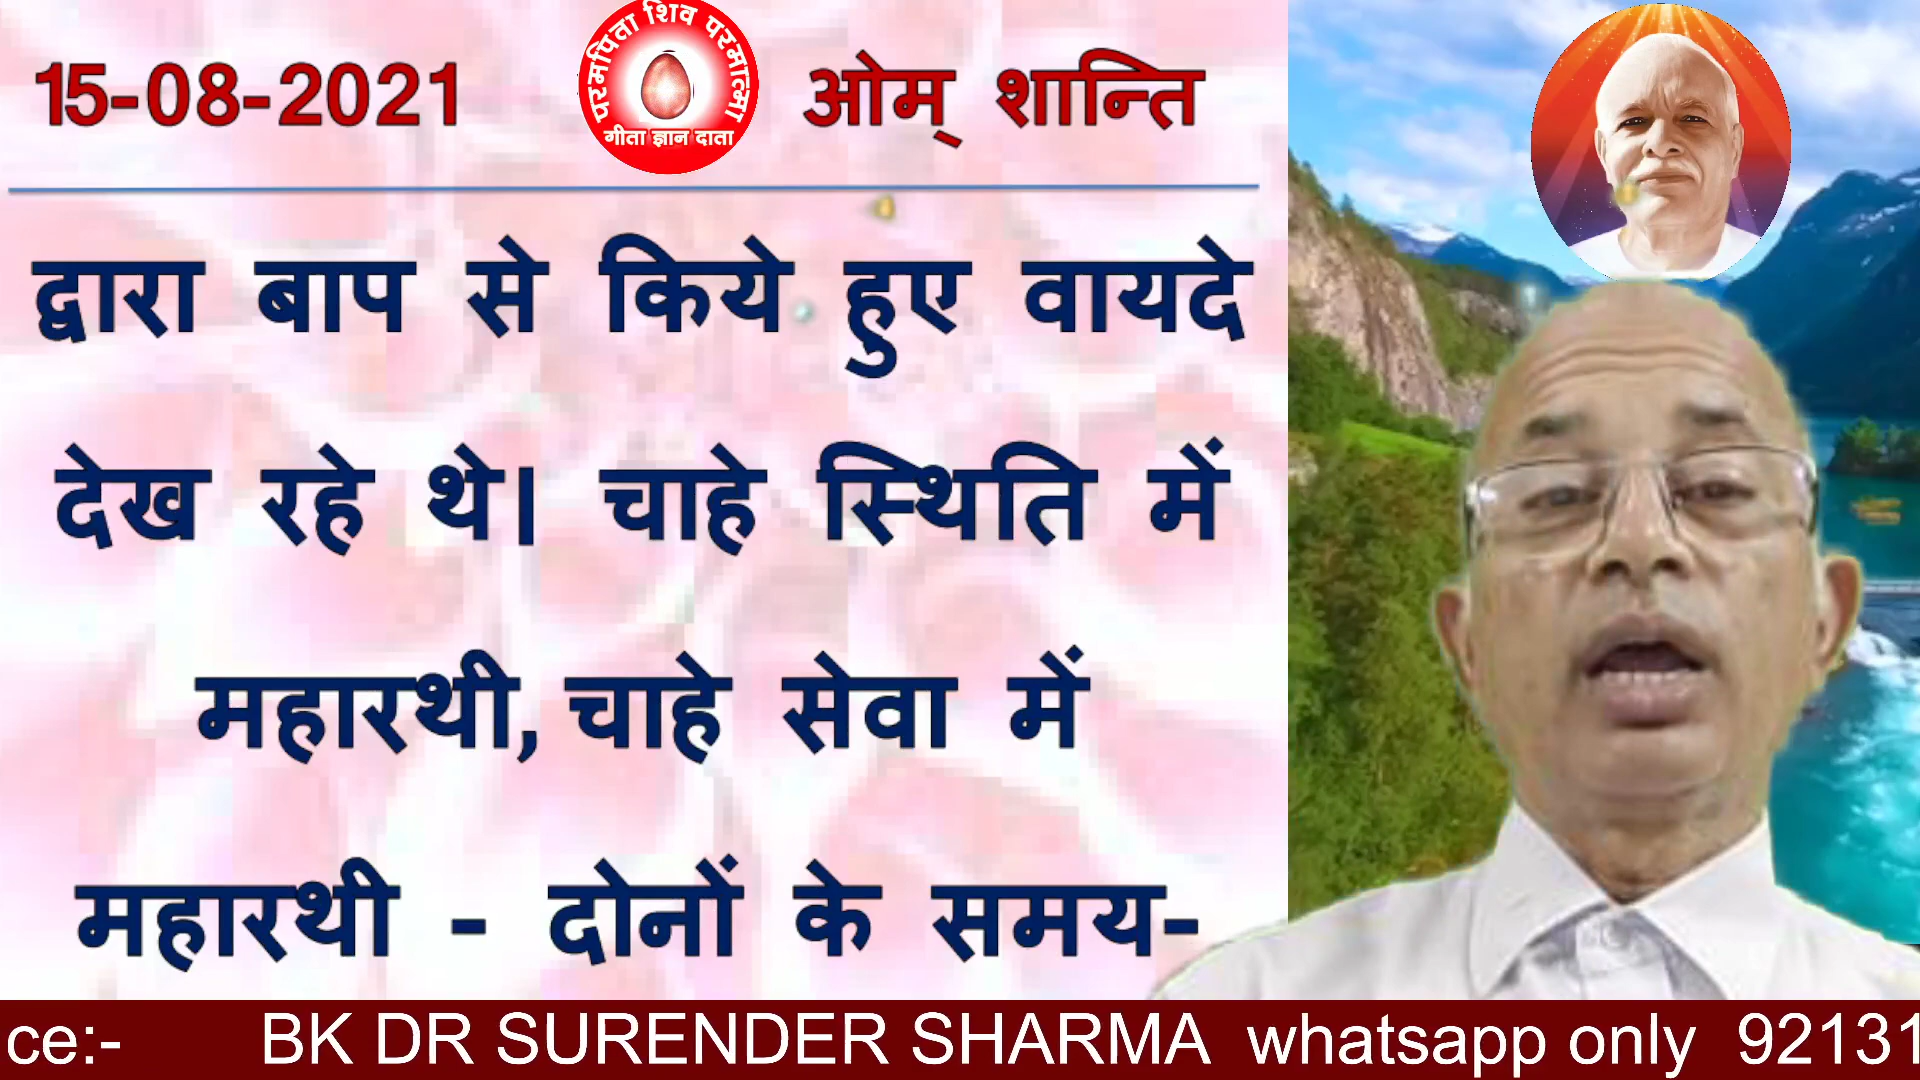 15-08-2021
परमपिता शिव परमात्मा
गीता ज्ञान दाता
ओम् शान्ति
द्वारा बाप से किये हुए वायदे
देख रहे थे। चाहे स्थिति में
महारथी, चाहे सेवा में
महारथी - दोनों के समय-
ce:- BK DR SURENDER SHARMA whatsapp only 92131